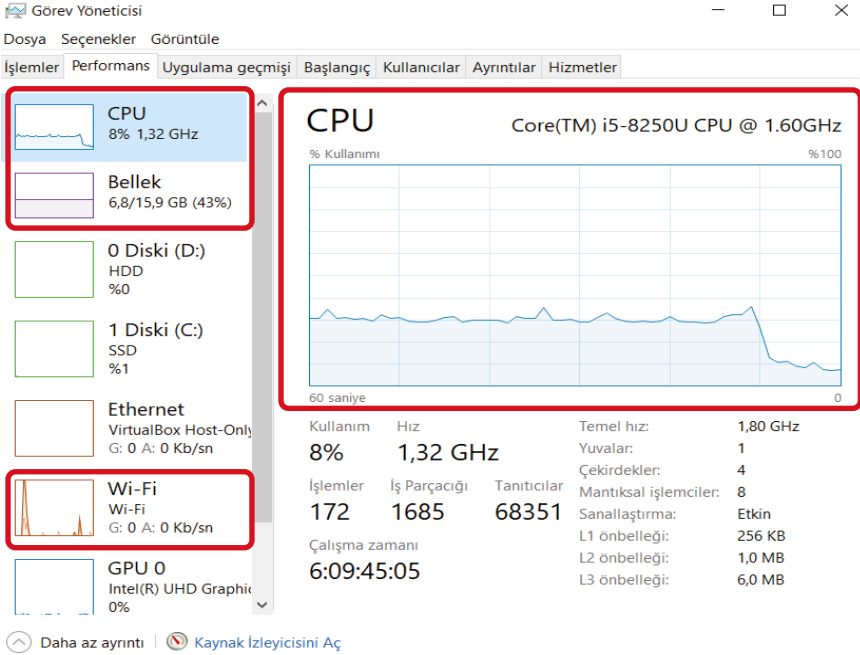 Görev Yöneticisi
Dosya Seçenekler Görüntüle
İşlemler Performans Uygulama geçmişi Başlangıç Kullanıcılar Ayrıntılar Hizmetler
CPU
8% 1,32 GHz
Bellek
6,8/15,9 GB (43%)
0 Diski (D:)
HDD
%0
1 Diski (C:)
SSD
%1
Ethernet
VirtualBox Host-Only
G: 0 A: 0 Kb/sn
Wi-Fi
Wi-Fi
G: 0 A: 0 Kb/sn
GPU 0
Intel(R) UHD Graphic
0%
CPU
Core(TM) i5-8250U CPU @ 1.60GHz
% Kullanımı %100
60 saniye 0
Kullanım Hız
8% 1,32 GHz
İşlemler İş Parçacığı Tanıtıcılar
172 1685 68351
Çalışma zamanı
6:09:45:05
Temel hız: 1,80 GHz
Yuvalar: 1
Çekirdekler: 4
Mantıksal işlemciler: 8
Sanallaştırma: Etkin
L1 önbelleği: 256 KB
L2 önbelleği: 1,0 MB
L3 önbelleği: 6,0 MB
Daha az ayrıntı Kaynak İzleyicisini Aç